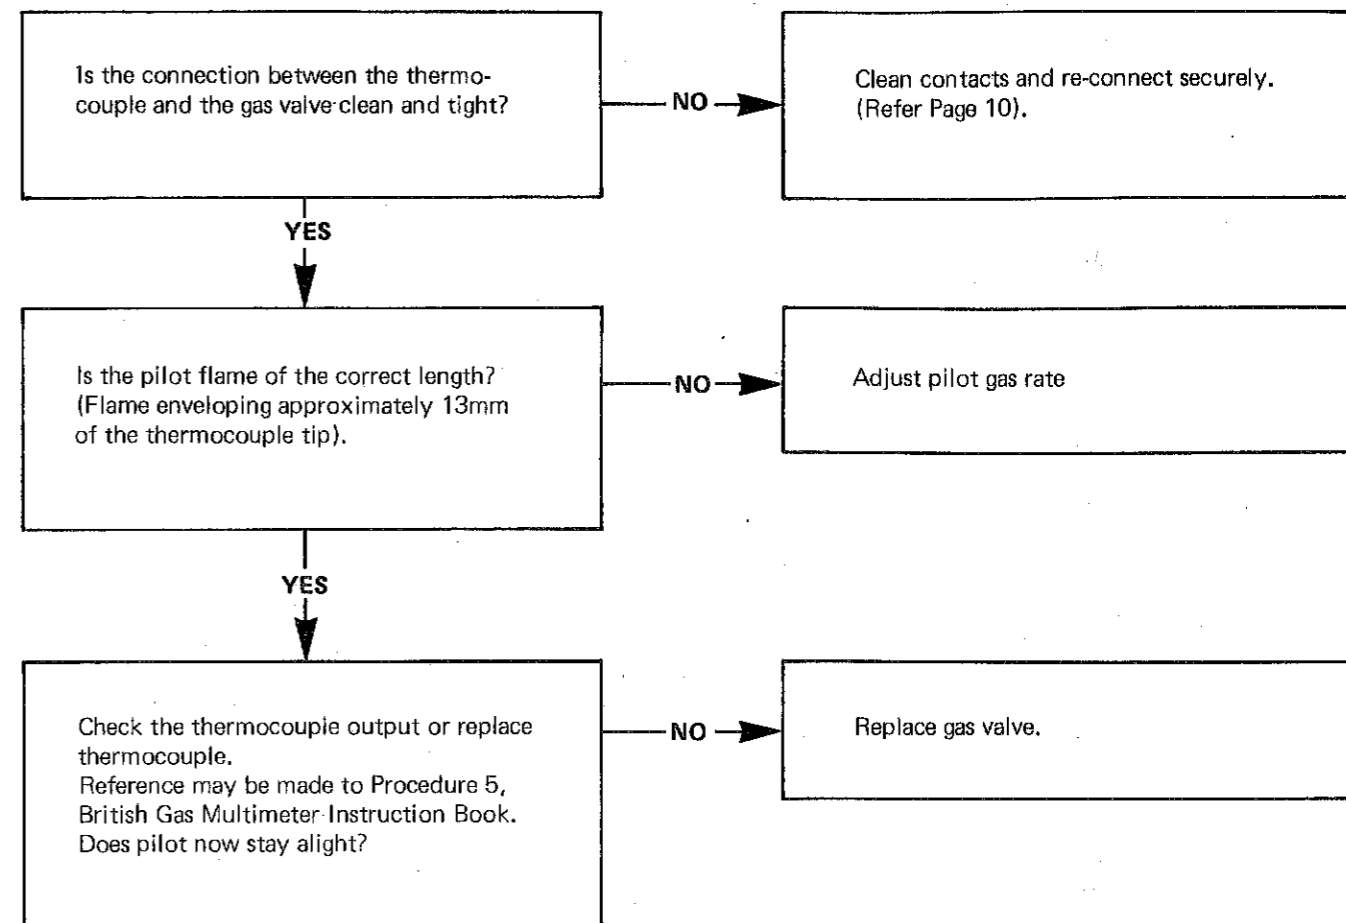 Is the connection between the thermo-
couple and the gas valve clean and tight?
NO
Clean contacts and re-connect securely.
(Refer Page 10).
YES
Is the pilot flame of the correct length?
(Flame enveloping approximately 13mm
of the thermocouple tip).
NO
Adjust pilot gas rate
YES
Check the thermocouple output or replace
thermocouple.
Reference may be made to Procedure 5,
British Gas Multimeter Instruction Book.
Does pilot now stay alight?
NO
Replace gas valve.